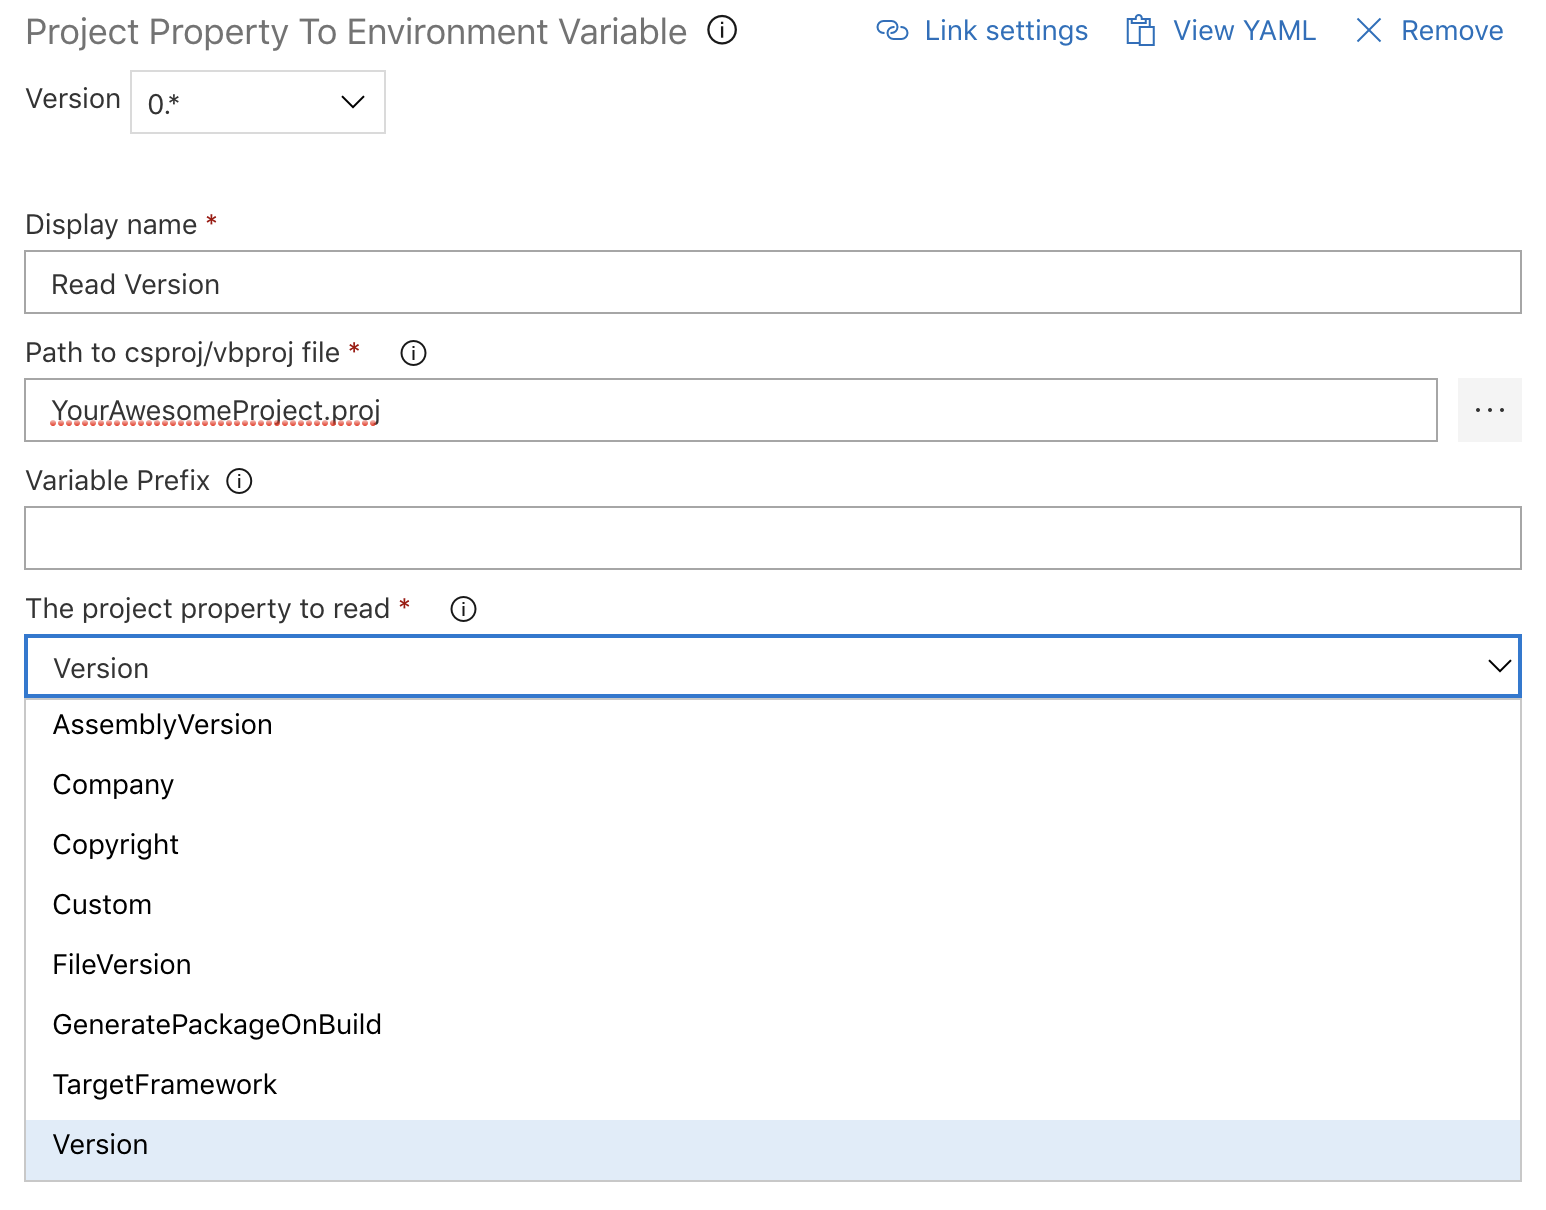 Project Property To Environment Variable Link settings View YAML Remove
Version 0.*
Display name *
Read Version
Path to csproj/vbproj file *
YourAwesomeProject.proj ...
Variable Prefix
The project property to read *
Version
AssemblyVersion
Company
Copyright
Custom
FileVersion
GeneratePackageOnBuild
TargetFramework
Version